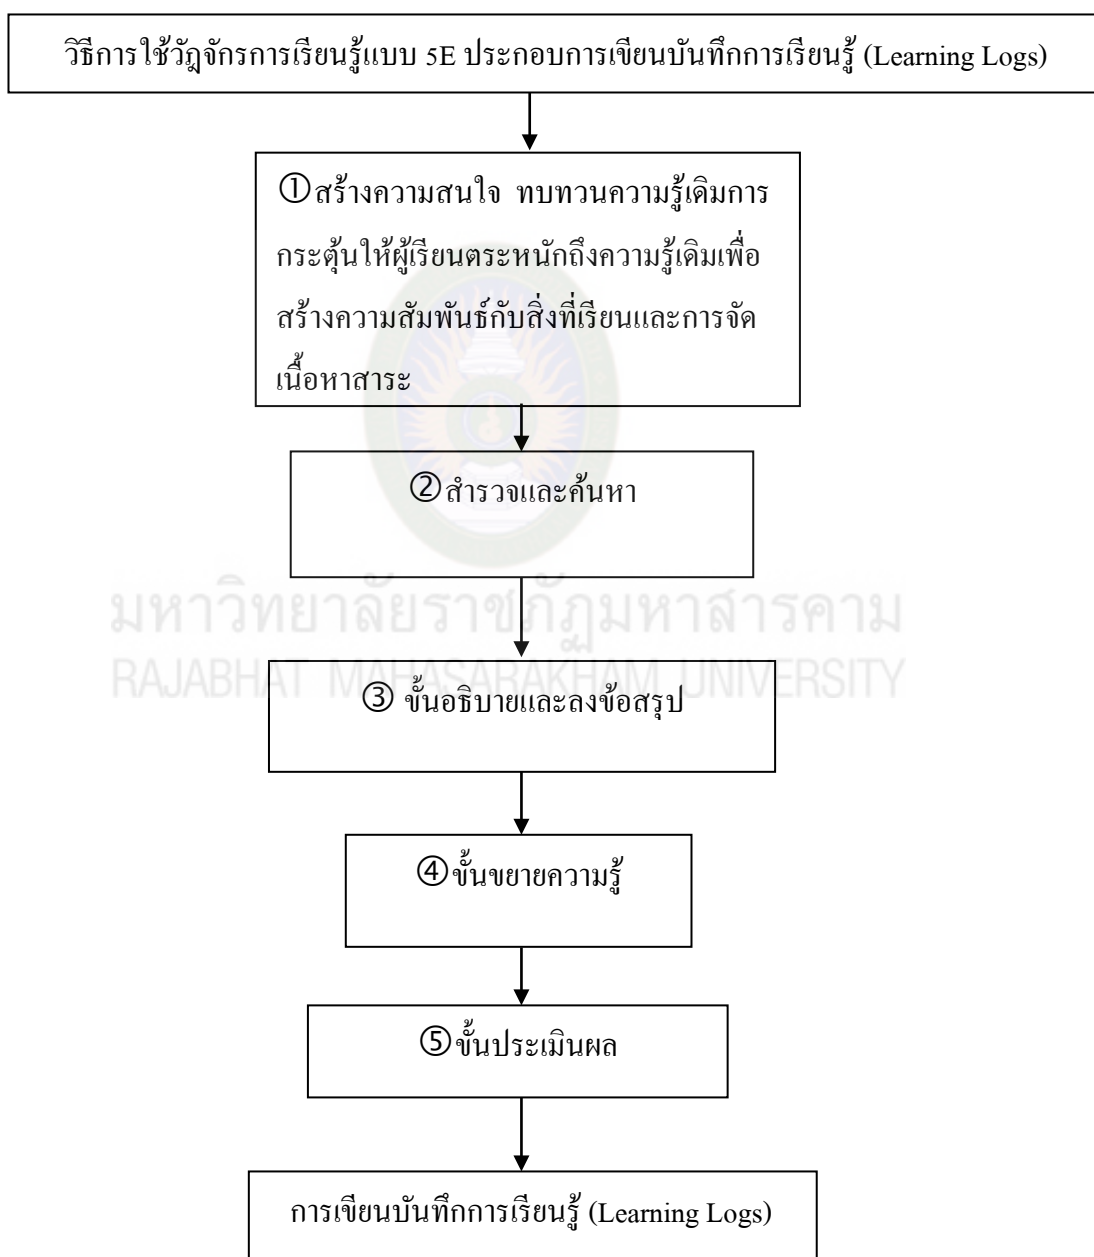 วิธีการใช้วัฎจักรการเรียนรู้แบบ 5E ประกอบการเขียนบันทึกการเรียนรู้ (Learning Logs)
①สร้างความสนใจ ทบทวนความรู้เดิมการ
กระตุ้นให้ผู้เรียนตระหนักถึงความรู้เดิมเพื่อ
สร้างความสัมพันธ์กับสิ่งที่เรียนและการจัด
เนื้อหาสาระ
②สำรวจและค้นหา
มหาวิทยาลัยราชภัฏมหาสารคาม
RAJABHAT MAHASARAKHAM UNIVERSITY
③ ขั้นอธิบายและลงข้อสรุป
④ขั้นขยายความรู้
⑤ขั้นประเมินผล
การเขียนบันทึกการเรียนรู้ (Learning Logs)